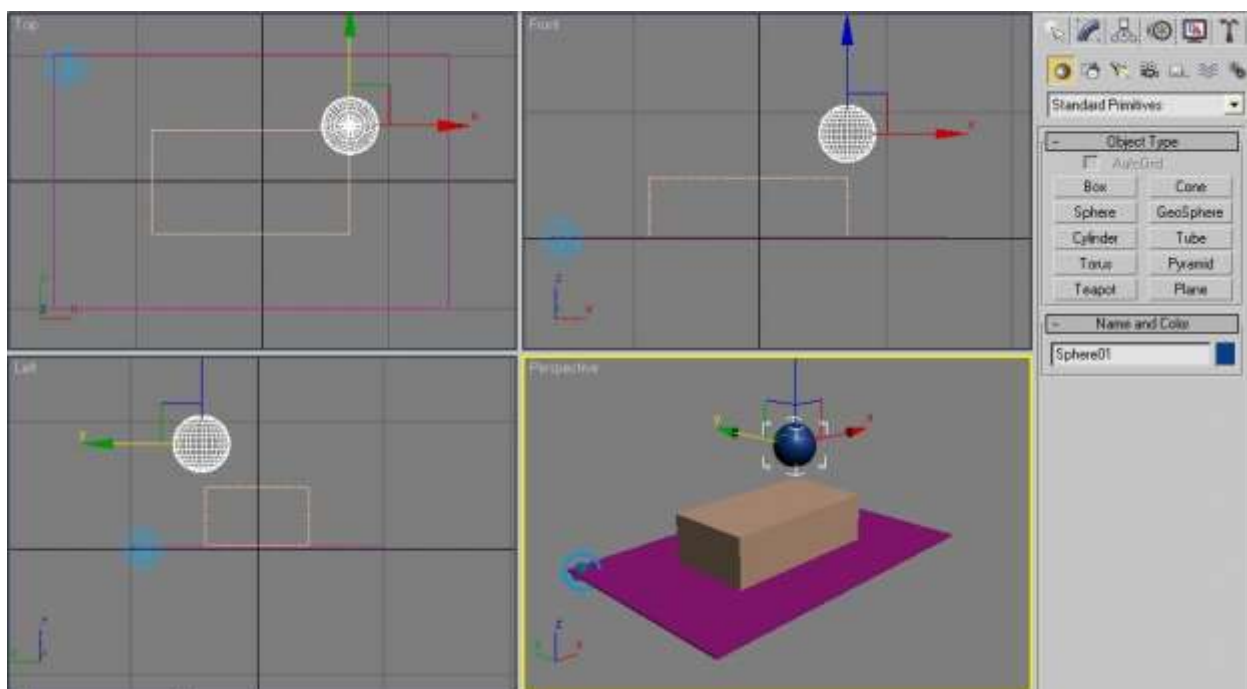 Top
Front
Standard Primitives
- Object Type
AutoGrid
Box Cone
Sphere GeoSphere
Cylinder Tube
Torus Pyramid
Teapot Plane
- Name and Color
Left
Perspective
Sphere01